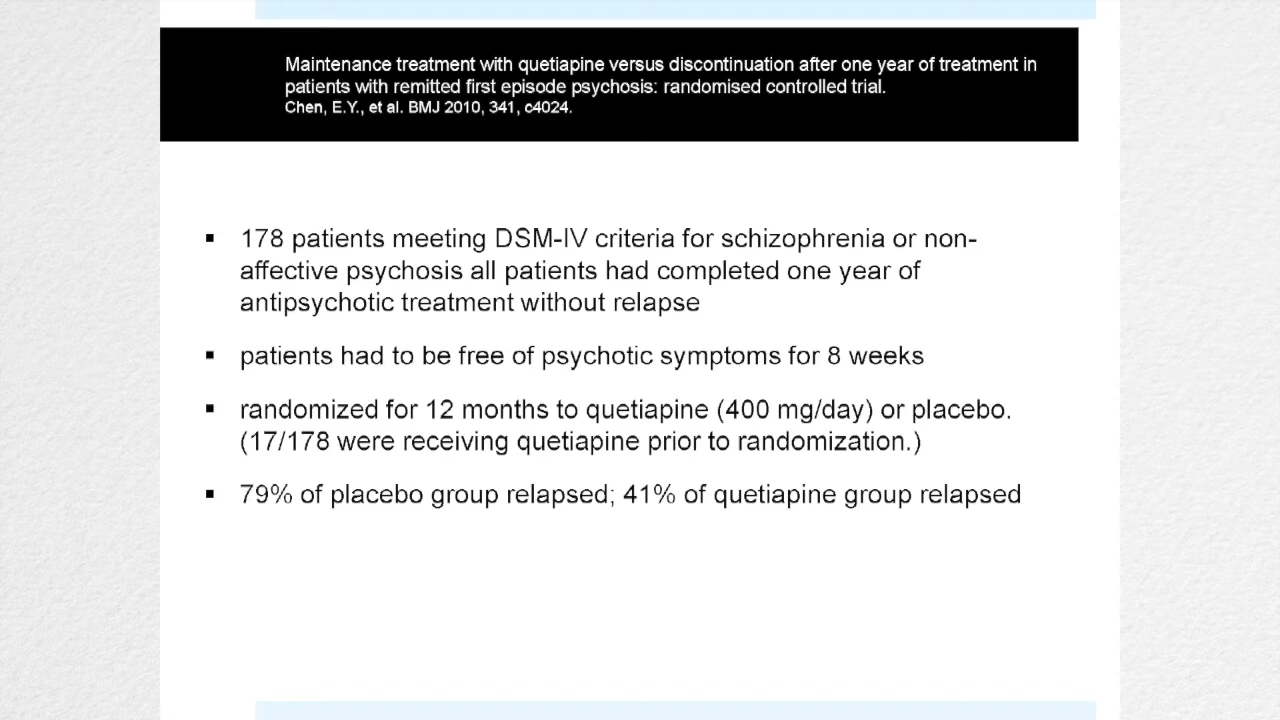 Maintenance treatment with quetiapine versus discontinuation after one year of treatment in
patients with remitted first episode psychosis: randomised controlled trial.
Chen, E.Y., et al. BMJ 2010, 341, c4024.
▪ 178 patients meeting DSM-IV criteria for schizophrenia or non-
affective psychosis all patients had completed one year of
antipsychotic treatment without relapse
▪ patients had to be free of psychotic symptoms for 8 weeks
▪ randomized for 12 months to quetiapine (400 mg/day) or placebo.
(17/178 were receiving quetiapine prior to randomization.)
▪ 79% of placebo group relapsed; 41% of quetiapine group relapsed